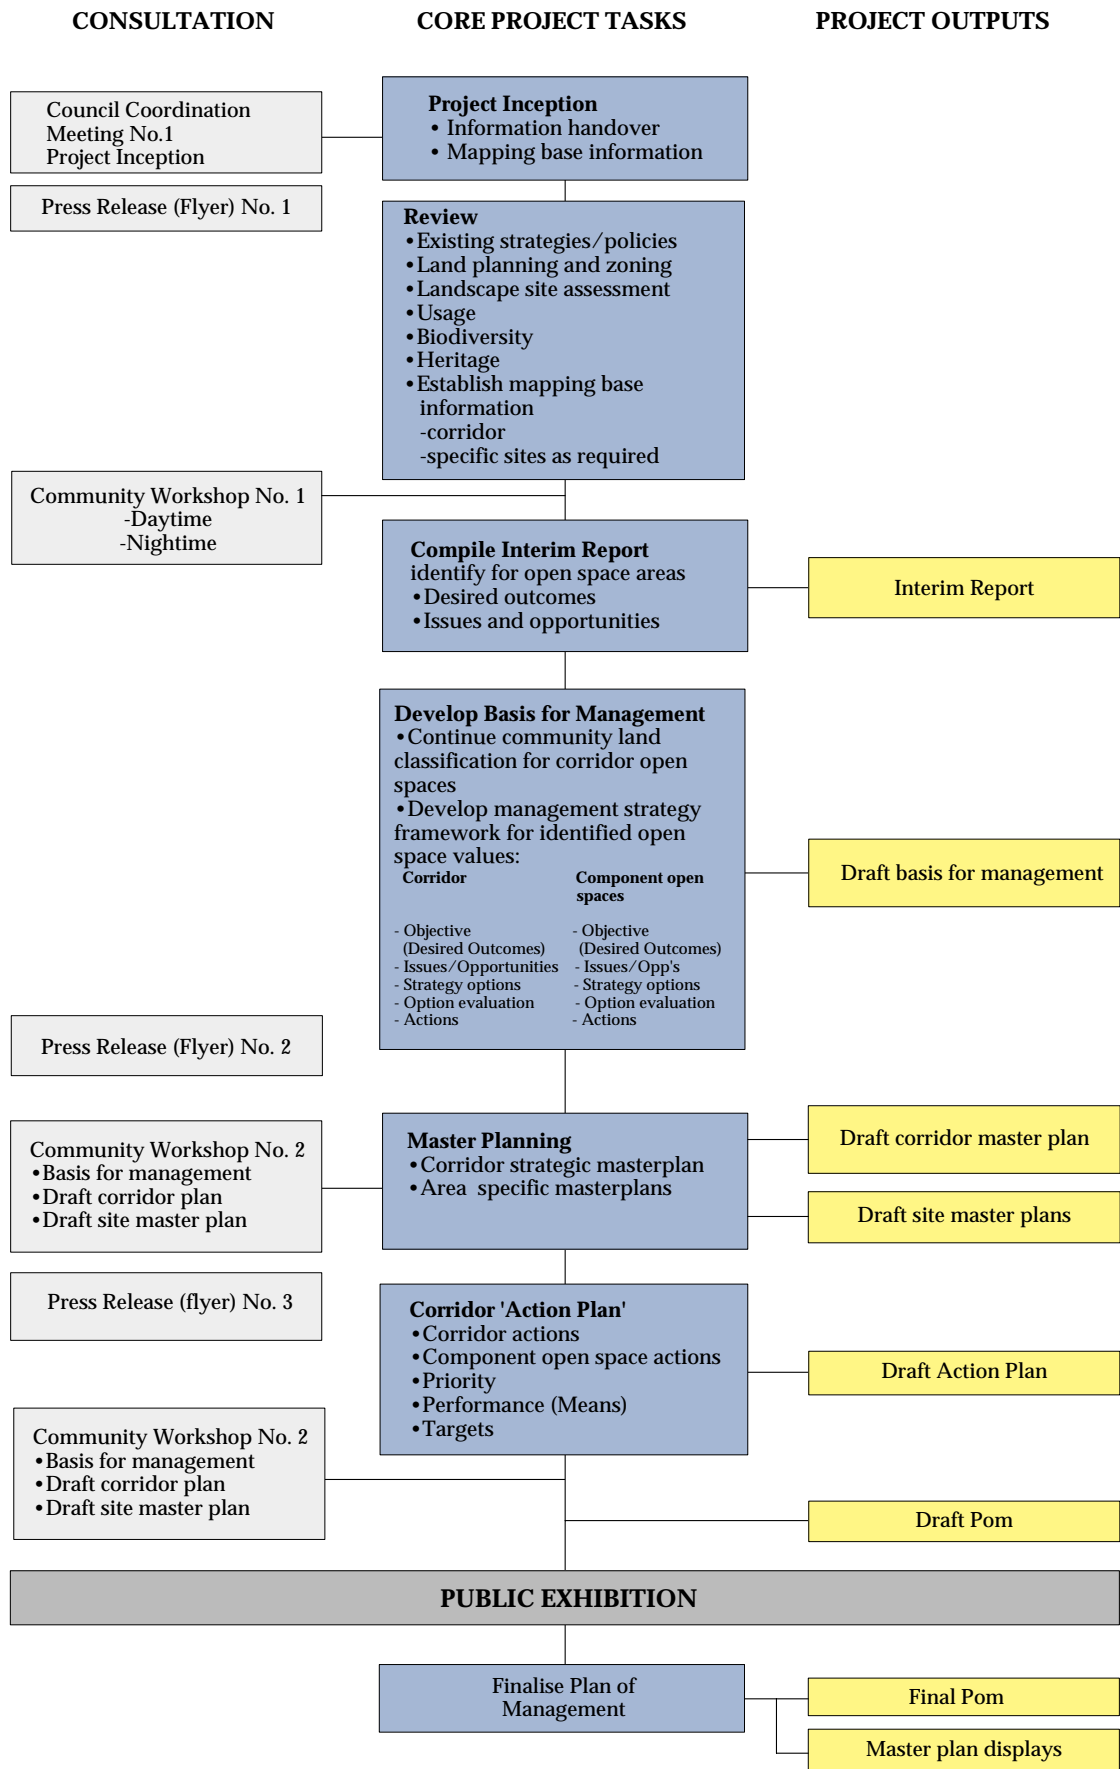 CONSULTATION
CORE PROJECT TASKS
PROJECT OUTPUTS
Council Coordination
Meeting No.1
Project Inception
Project Inception
• Information handover
• Mapping base information
Press Release (Flyer) No. 1
Review
•Existing strategies/policies
•Land planning and zoning
•Landscape site assessment
•Usage
•Biodiversity
•Heritage
•Establish mapping base
information
-corridor
-specific sites as required
Community Workshop No. 1
-Daytime
-Nightime
Compile Interim Report
identify for open space areas
•Desired outcomes
•Issues and opportunities
Interim Report
Develop Basis for Management
•Continue community land
classification for corridor open
spaces
•Develop management strategy
framework for identified open
space values:
Corridor
- Objective
(Desired Outcomes)
- Issues/Opportunities
- Strategy options
- Option evaluation
- Actions
Component open
spaces
- Objective
(Desired Outcomes)
- Issues/Opp's
- Strategy options
- Option evaluation
- Actions
Draft basis for management
Press Release (Flyer) No. 2
Community Workshop No. 2
•Basis for management
•Draft corridor plan
•Draft site master plan
Master Planning
•Corridor strategic masterplan
•Area specific masterplans
Draft corridor master plan
Draft site master plans
Press Release (flyer) No. 3
Corridor 'Action Plan'
•Corridor actions
•Component open space actions
•Priority
•Performance (Means)
•Targets
Draft Action Plan
Community Workshop No. 2
•Basis for management
•Draft corridor plan
•Draft site master plan
Draft Pom
PUBLIC EXHIBITION
Finalise Plan of
Management
Final Pom
Master plan displays